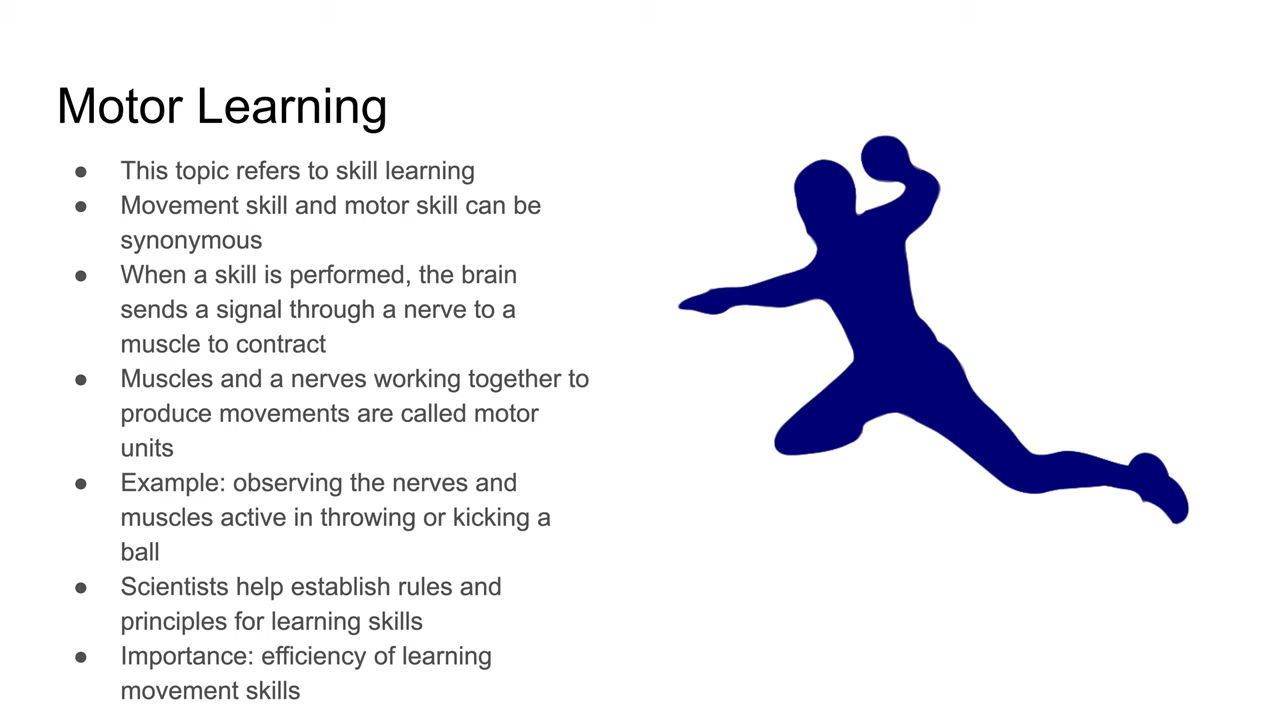 Motor Learning
● This topic refers to skill learning
● Movement skill and motor skill can be
synonymous
● When a skill is performed, the brain
sends a signal through a nerve to a
muscle to contract
● Muscles and a nerves working together to
produce movements are called motor
units
● Example: observing the nerves and
muscles active in throwing or kicking a
ball
● Scientists help establish rules and
principles for learning skills
● Importance: efficiency of learning
movement skills